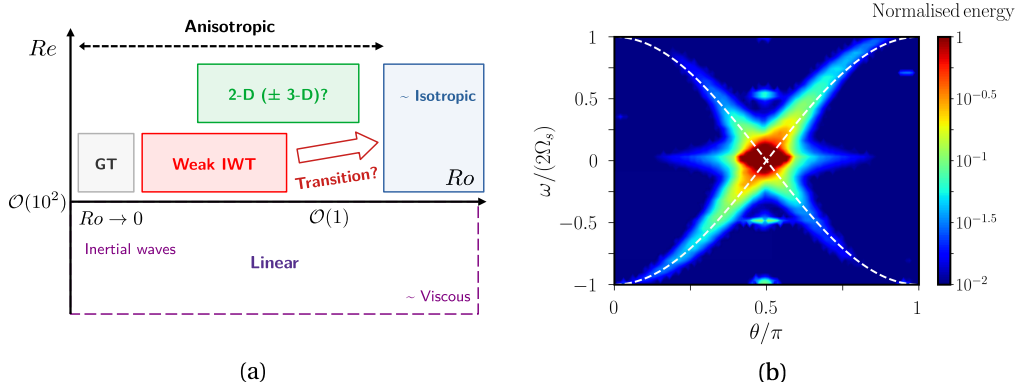 Anisotropic
Re
2-D (± 3-D)?
~ Isotropic
GT
Weak IWT
Transition?
Ro
𝒪(10²)
Ro → 0
𝒪(1)
Inertial waves
Linear
~ Viscous
(a)
Normalised energy
1
0.5
0
−0.5
−1
ω/(2Ωₛ)
0
0.5
1
θ/π
1
10⁻⁰·⁵
10⁻¹
10⁻¹·⁵
10⁻²
(b)